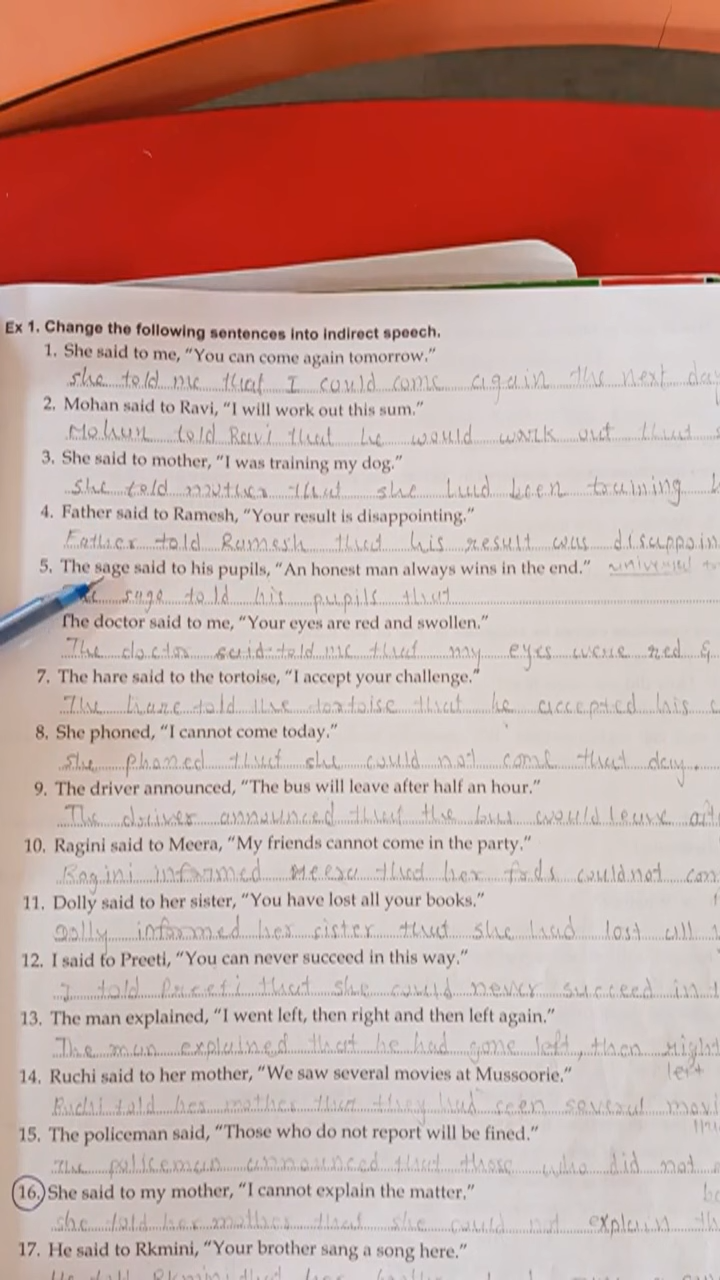 Ex 1. Change the following sentences into indirect speech.
1. She said to me, "You can come again tomorrow."
she told me that I could come again the next day
2. Mohan said to Ravi, "I will work out this sum."
Mohan told Ravi that he would work out that
3. She said to mother, "I was training my dog."
she told mother that she had been training
4. Father said to Ramesh, "Your result is disappointing."
Father told Ramesh that his result was disappoin
5. The sage said to his pupils, "An honest man always wins in the end." universal
sage told his pupils that
The doctor said to me, "Your eyes are red and swollen."
The doctor said told me that my eyes were red &
7. The hare said to the tortoise, "I accept your challenge."
The hare told the tortoise that he accepted his c
8. She phoned, "I cannot come today."
she phoned that she could not come that day.
9. The driver announced, "The bus will leave after half an hour."
The driver announced that the bus would leave
10. Ragini said to Meera, "My friends cannot come in the party."
Ragini informed Meera that her frds couldnot com
11. Dolly said to her sister, "You have lost all your books."
Dolly informed her sister that she had lost all
12. I said to Preeti, "You can never succeed in this way."
I told Preeti that she could never succeed in t
13. The man explained, "I went left, then right and then left again."
The man explained that he had gone left, then right
left
14. Ruchi said to her mother, "We saw several movies at Mussoorie."
Ruchi told her mother that they had seen several movi
15. The policeman said, "Those who do not report will be fined."
The policeman announced that those who did not
16. She said to my mother, "I cannot explain the matter."
she told her mother that she could not explain th
17. He said to Rkmini, "Your brother sang a song here."